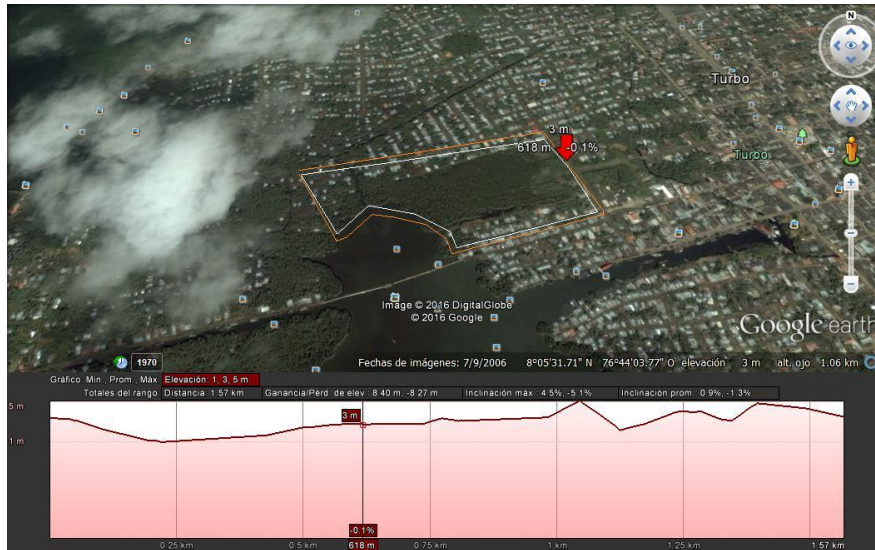 N
Turbo
3 m
618 m -0.1%
Turbo
Image © 2016 DigitalGlobe
© 2016 Google
Google earth
1970
Fechas de imágenes: 7/9/2006 8°05'31.71" N 76°44'03.77" O elevación 3 m alt. ojo 1.06 km
Gráfico: Mín., Prom., Máx. Elevación: 1, 3, 5 m
Totales del rango: Distancia: 1.57 km Ganancia/Pérd. de elev.: 8.40 m, -8.27 m Inclinación máx.: 4.5%, -5.1% Inclinación prom.: 0.9%, -1.3%
5 m
3 m
1 m
-0.1%
0.25 km 0.5 km 618 m 0.75 km 1 km 1.25 km 1.57 km